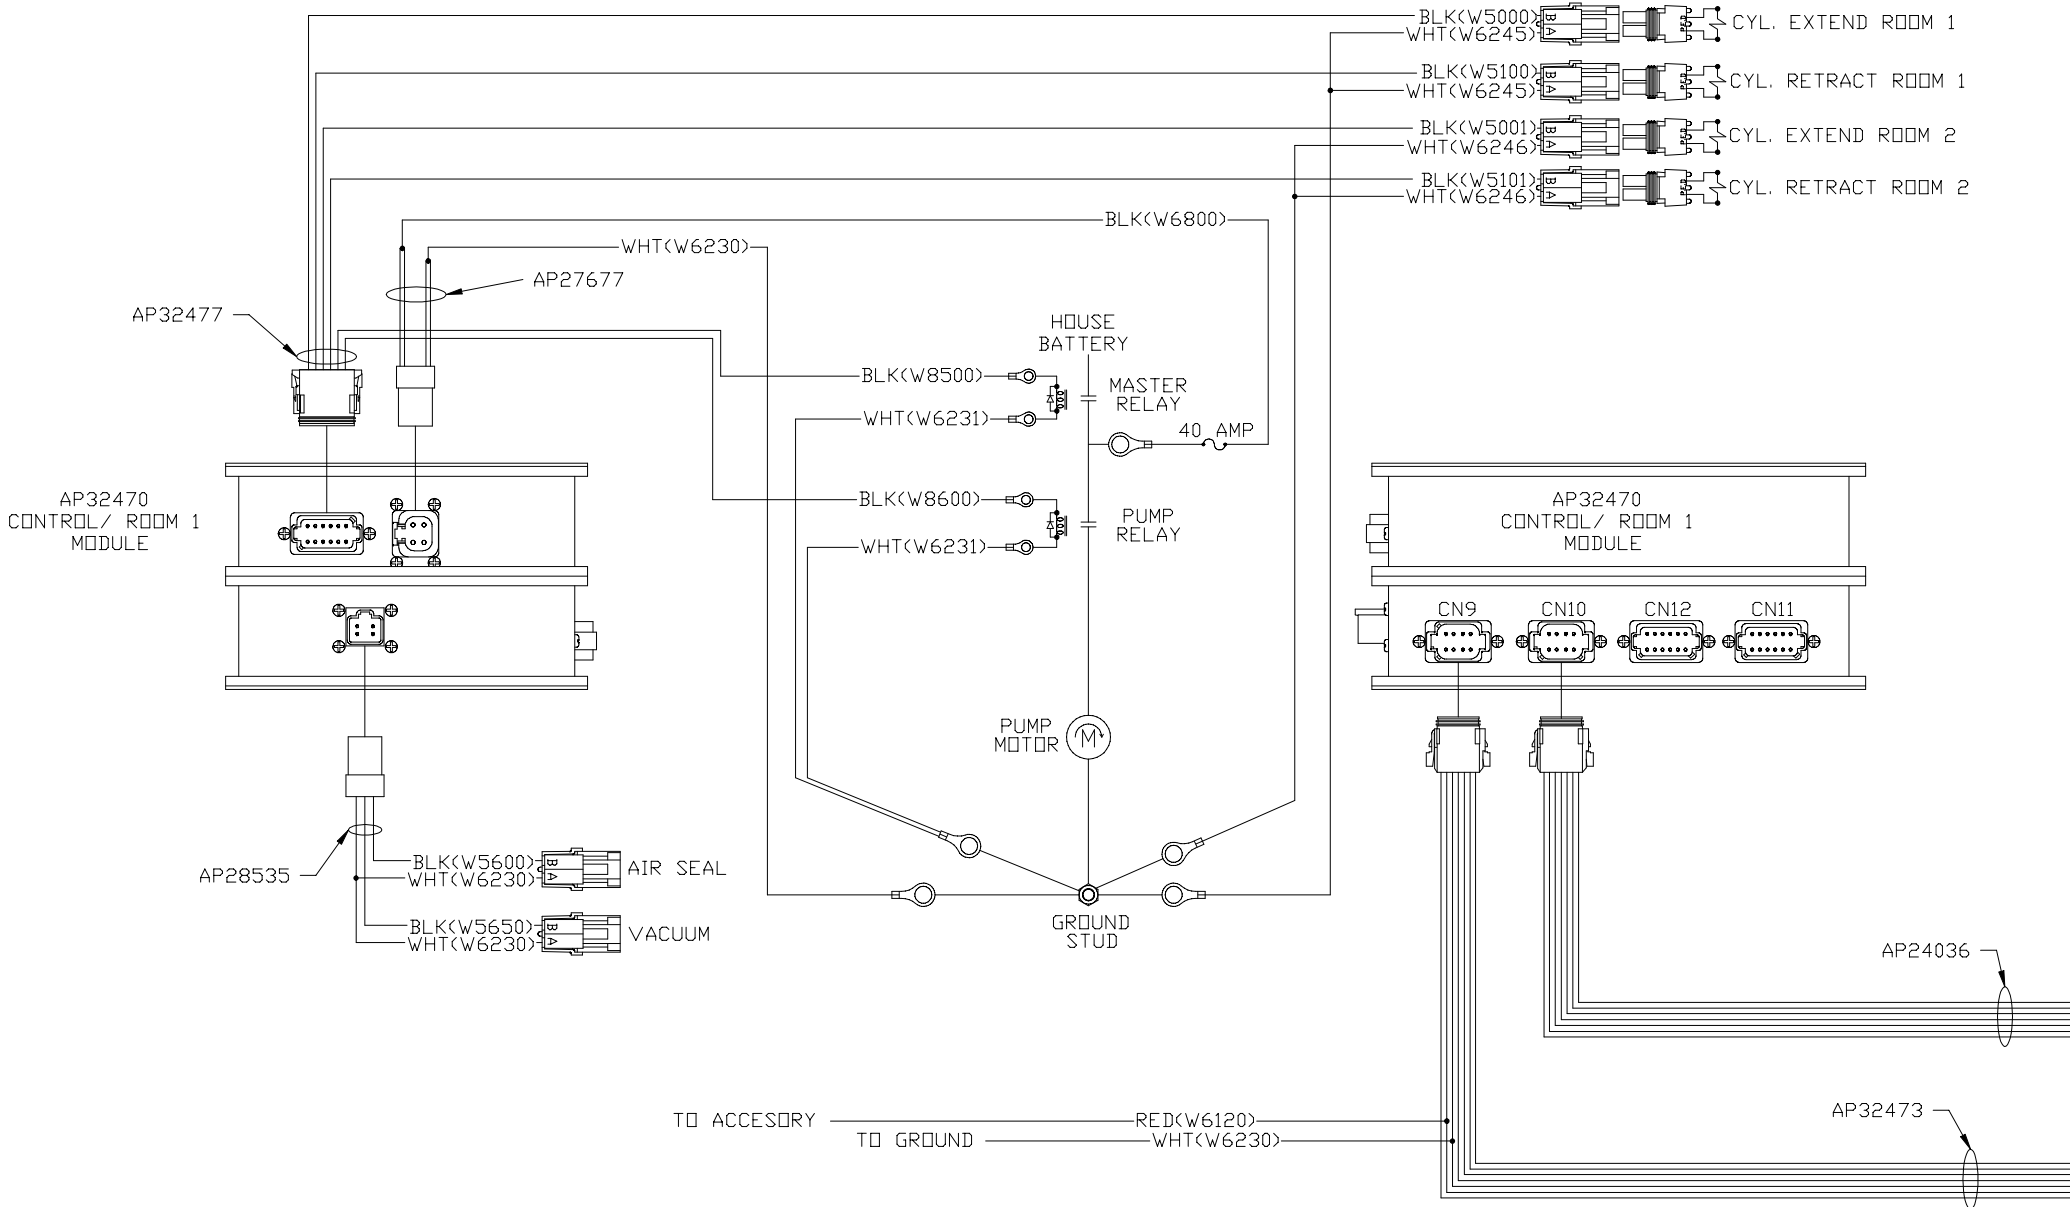 BLK(W5000)
B
A
WHT(W6245)
CYL. EXTEND ROOM 1
BLK(W5100)
B
A
WHT(W6245)
CYL. RETRACT ROOM 1
BLK(W5001)
B
A
WHT(W6246)
CYL. EXTEND ROOM 2
BLK(W5101)
B
A
WHT(W6246)
CYL. RETRACT ROOM 2
BLK(W6800)
WHT(W6230)
AP27677
AP32477
HOUSE
BATTERY
BLK(W8500)
MASTER
RELAY
WHT(W6231)
40 AMP
BLK(W8600)
PUMP
RELAY
WHT(W6231)
AP32470
CONTROL/ ROOM 1
MODULE
AP32470
CONTROL/ ROOM 1
MODULE
CN9
CN10
CN12
CN11
PUMP
MOTOR
M
AP28535
BLK(W5600)
B
A
WHT(W6230)
AIR SEAL
BLK(W5650)
B
A
WHT(W6230)
VACUUM
GROUND
STUD
AP24036
AP32473
TO ACCESORY
RED(W6120)
TO GROUND
WHT(W6230)